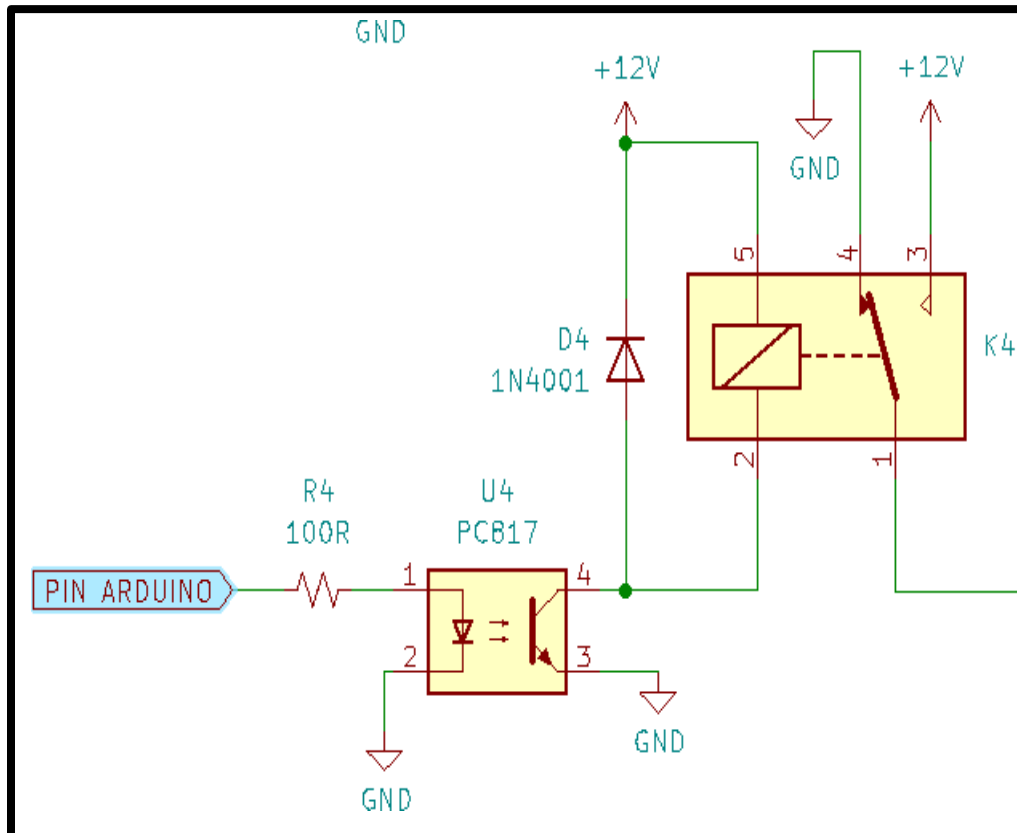 GND
+12V
+12V
GND
5
4
3
D4
1N4001
K4
2
1
R4
100R
U4
PC817
PIN ARDUINO
1
4
2
3
GND
GND